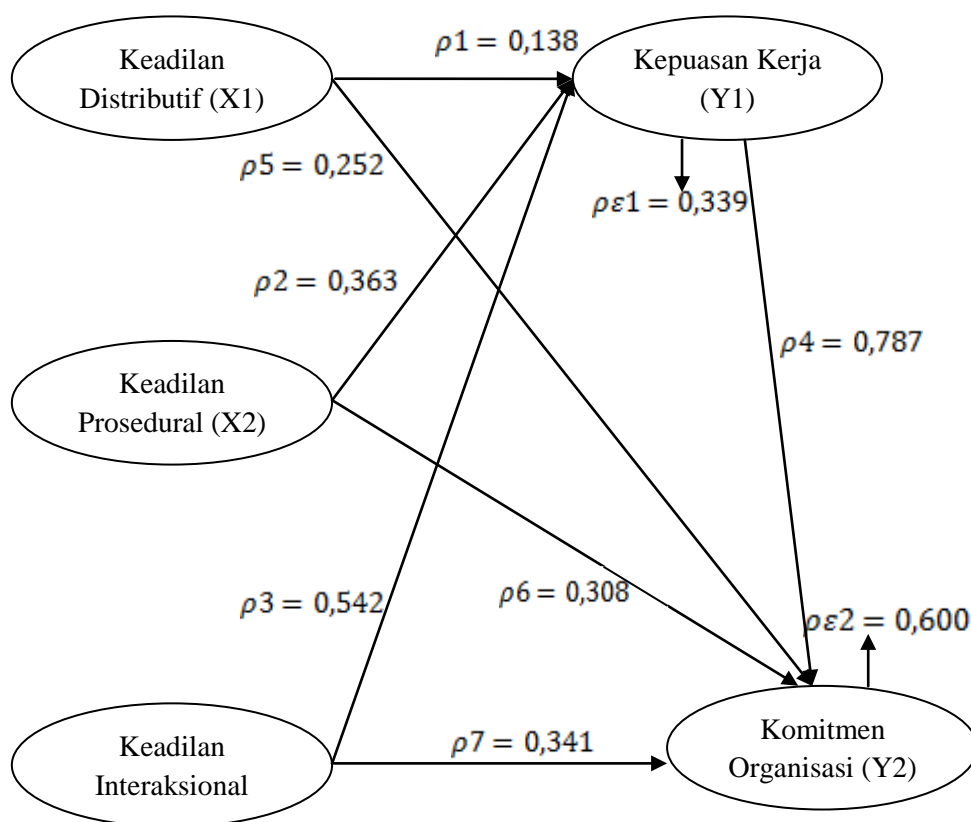 ρ1 = 0,138
Keadilan
Distributif (X1)
Kepuasan Kerja
(Y1)
ρ5 = 0,252
ρε1 = 0,339
ρ2 = 0,363
ρ4 = 0,787
Keadilan
Prosedural (X2)
ρ3 = 0,542
ρ6 = 0,308
ρε2 = 0,600
Keadilan
Interaksional
ρ7 = 0,341
Komitmen
Organisasi (Y2)